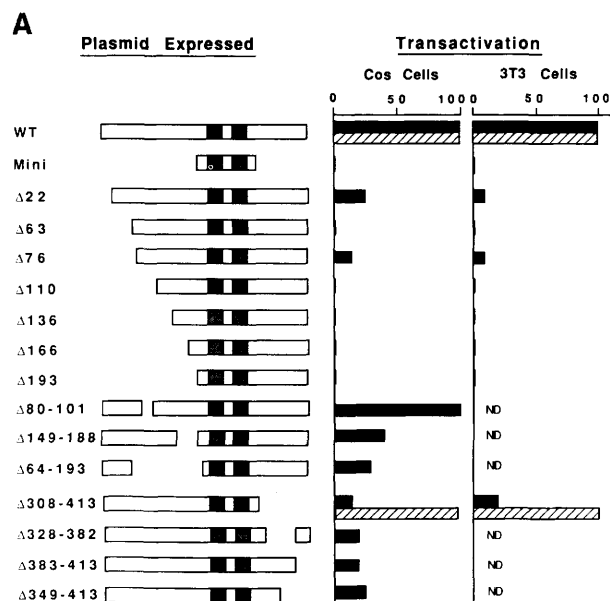 A
Plasmid Expressed
Transactivation
Cos Cells
3T3 Cells
0 50 100 0 50 100
WT
Mini
Δ22
Δ63
Δ76
Δ110
Δ136
Δ166
Δ193
Δ80-101 ND
Δ149-188 ND
Δ64-193 ND
Δ308-413
Δ328-382 ND
Δ383-413 ND
Δ349-413 ND